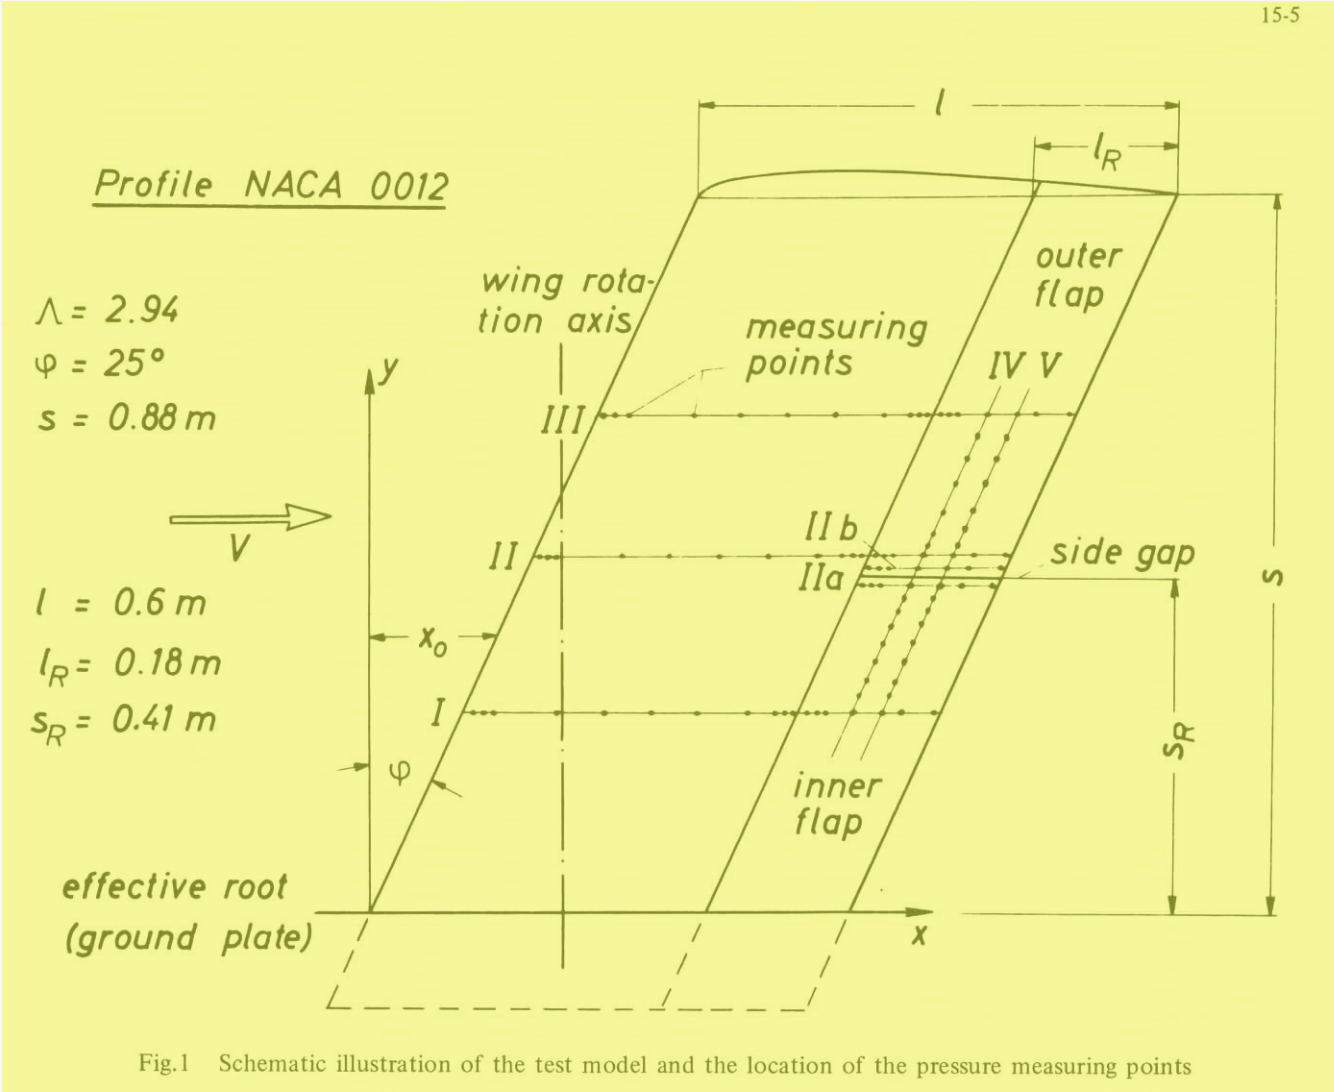 15-5
l
l_R
Profile NACA 0012
outer
flap
wing rota-
tion axis
Λ = 2.94
measuring
points
φ = 25°
y
IV V
s = 0.88 m
III
V
II
II b
side gap
IIa
s
l = 0.6 m
x_o
l_R = 0.18 m
s_R = 0.41 m
I
s_R
φ
inner
flap
effective root
(ground plate)
x
Fig.1 Schematic illustration of the test model and the location of the pressure measuring points